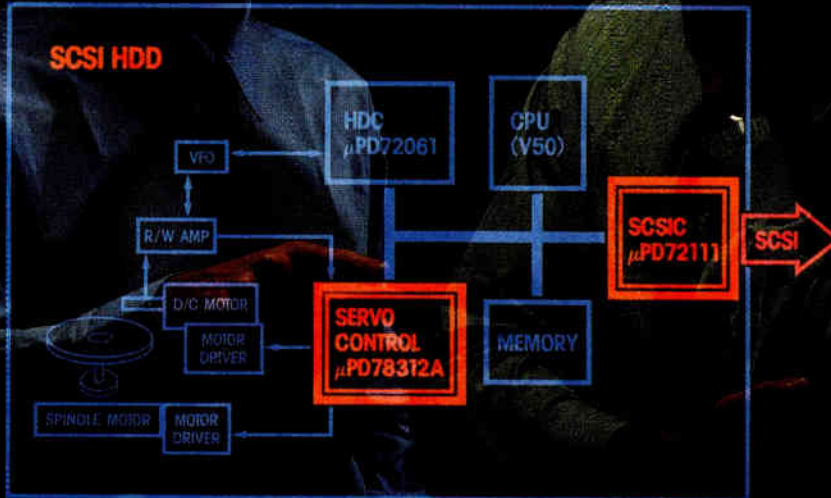 SCSI HDD
HDC
μPD72061
CPU
(V50)
VFO
R/W AMP
SCSIC
μPD72111
SCSI
D/C MOTOR
MOTOR
DRIVER
SERVO
CONTROL
μPD78312A
MEMORY
SPINDLE MOTOR
MOTOR
DRIVER